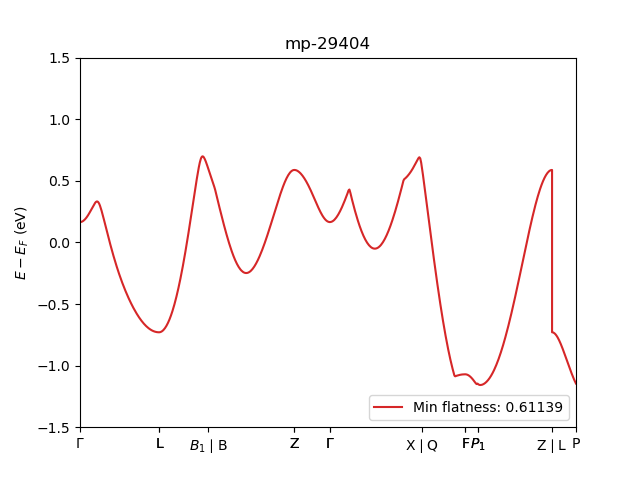 mp-29404
E − E_F (eV)
1.5
1.0
0.5
0.0
−0.5
−1.0
−1.5
Min flatness: 0.61139
Γ L B₁ | B Z Γ X | Q F P₁ Z | L P